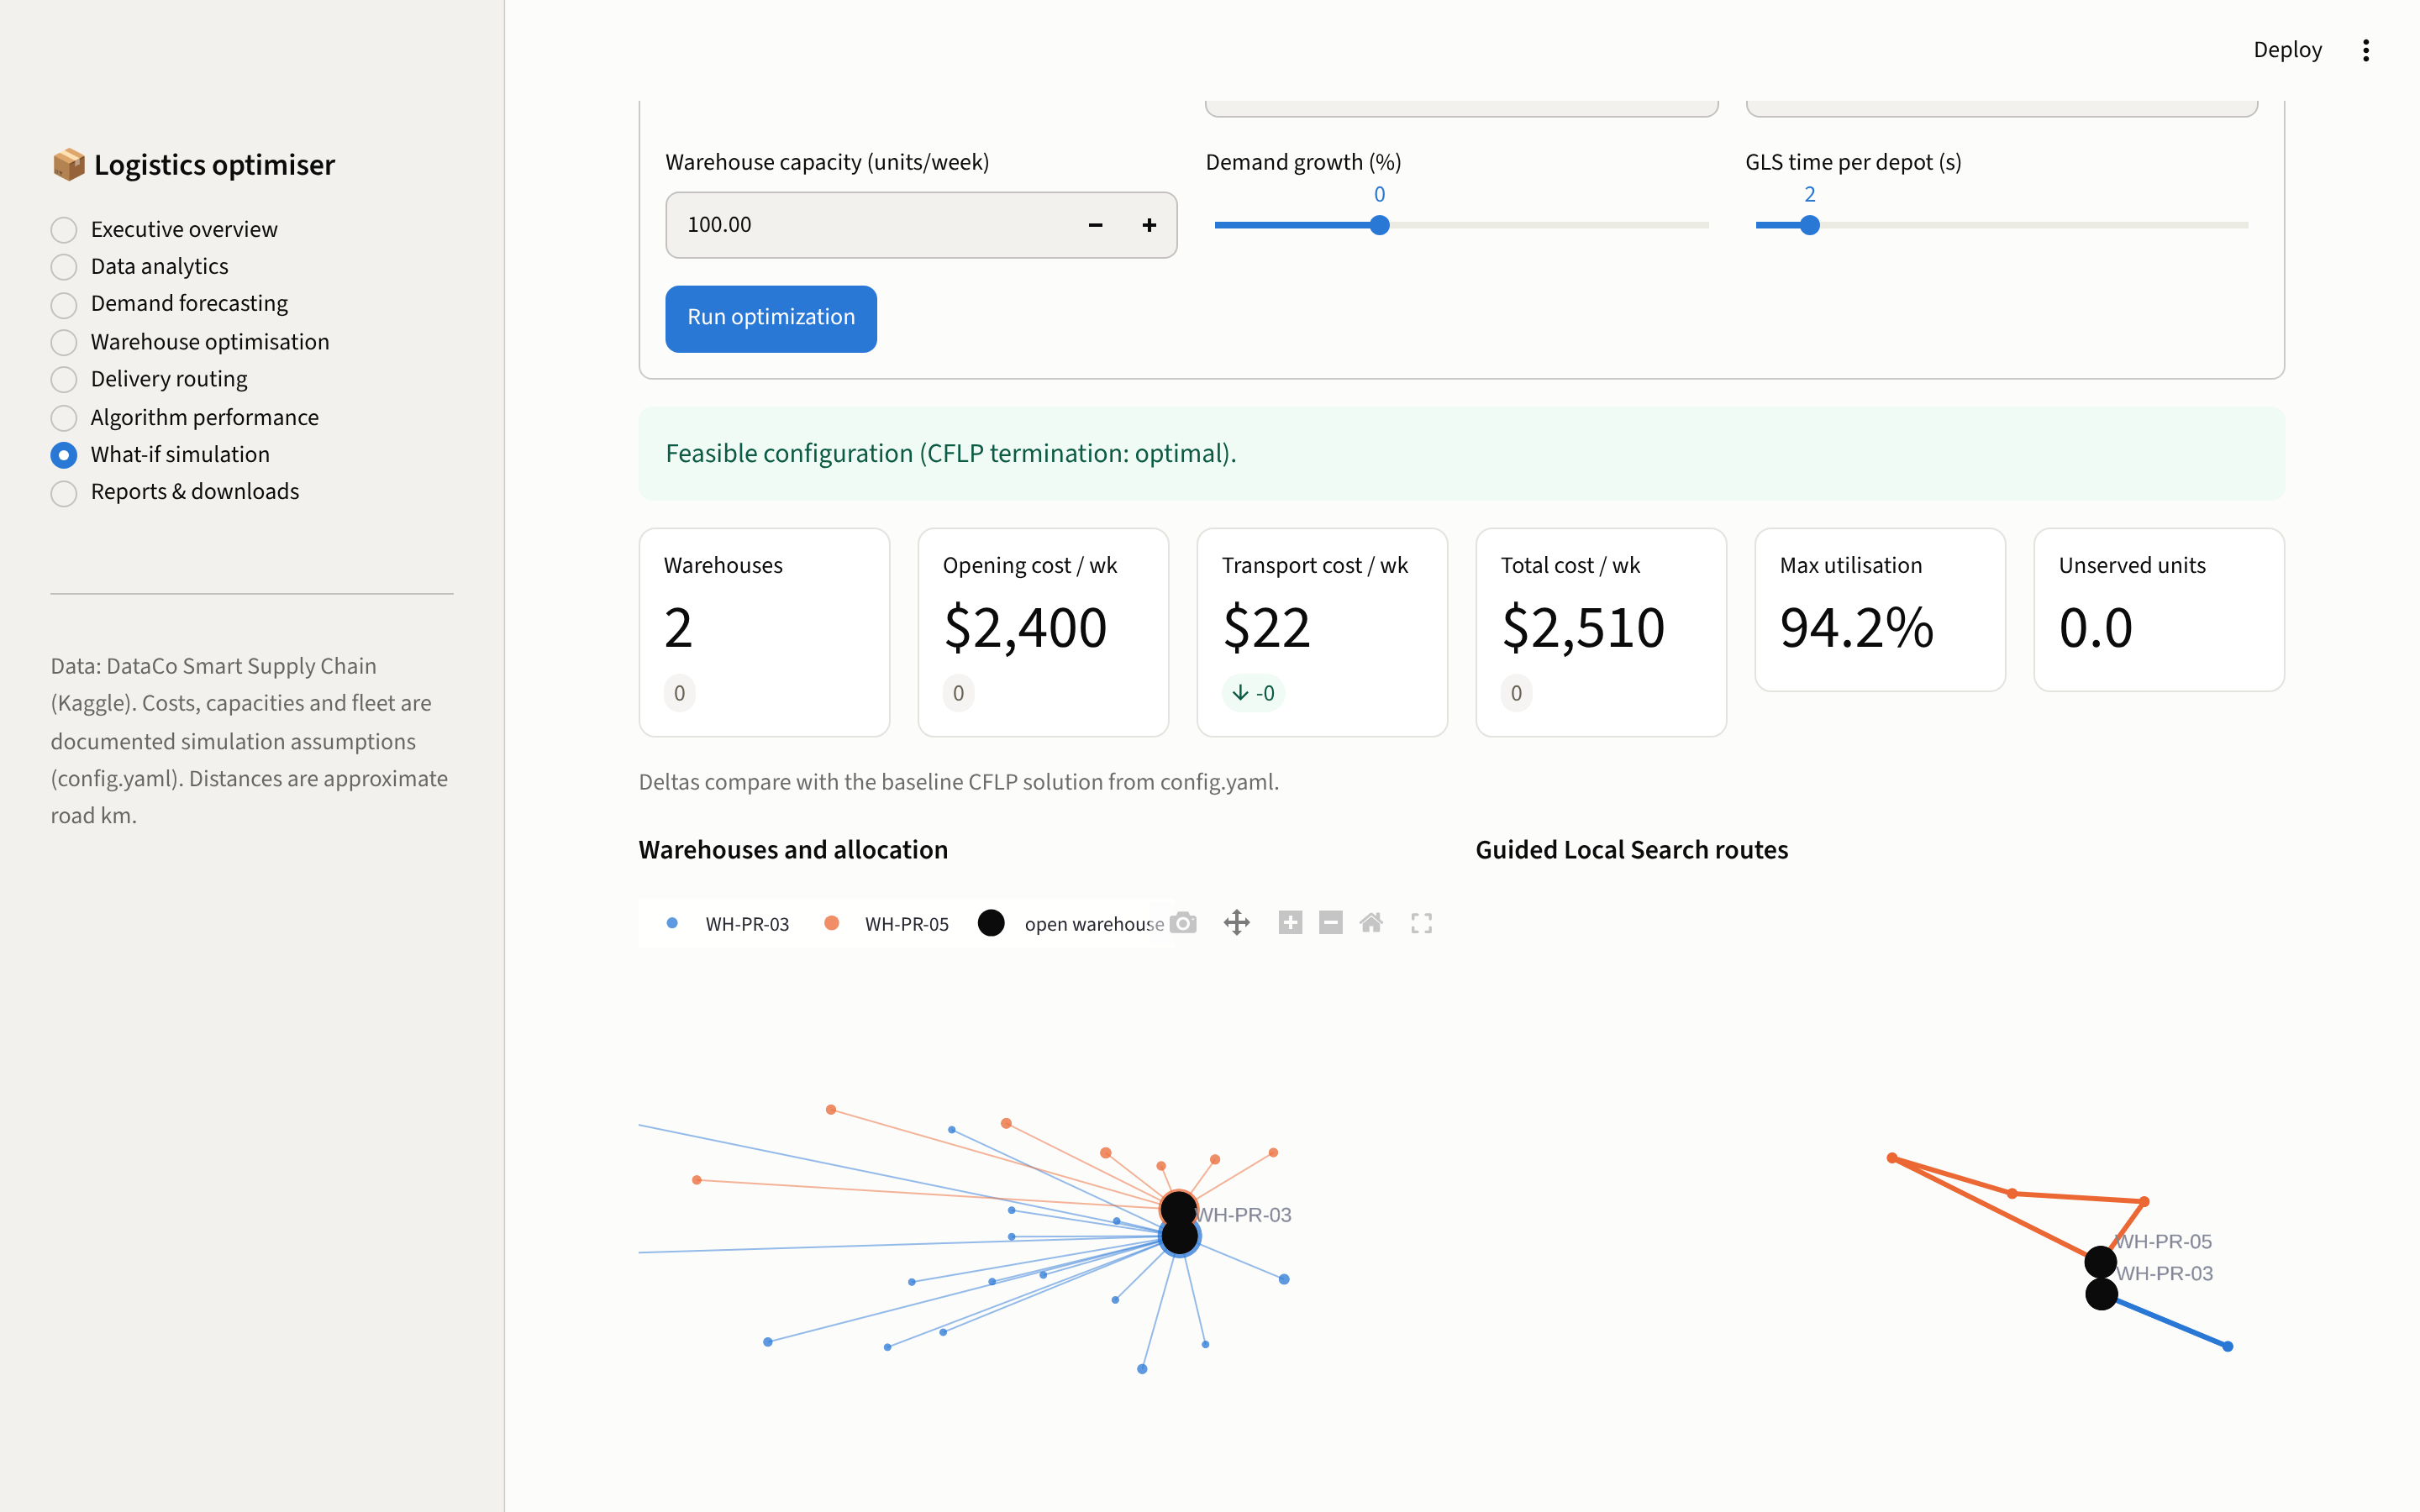 Deploy
📦 Logistics optimiser
Executive overview
Data analytics
Demand forecasting
Warehouse optimisation
Delivery routing
Algorithm performance
What-if simulation
Reports & downloads
Data: DataCo Smart Supply Chain
(Kaggle). Costs, capacities and fleet are
documented simulation assumptions
(config.yaml). Distances are approximate
road km.
Warehouse capacity (units/week)
100.00
Demand growth (%)
0
GLS time per depot (s)
2
Run optimization
Feasible configuration (CFLP termination: optimal).
Warehouses
2
0
Opening cost / wk
$2,400
0
Transport cost / wk
$22
↓ -0
Total cost / wk
$2,510
0
Max utilisation
94.2%
Unserved units
0.0
Deltas compare with the baseline CFLP solution from config.yaml.
Warehouses and allocation
WH-PR-03
WH-PR-05
open warehouse
WH-PR-03
Guided Local Search routes
WH-PR-05
WH-PR-03